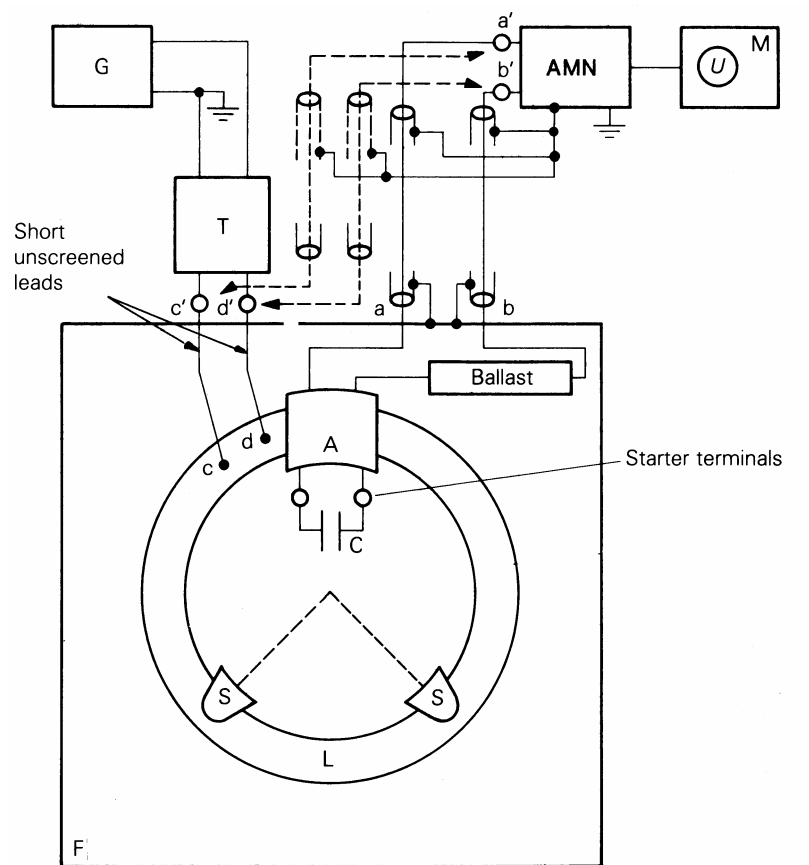 G
a'
b'
AMN
M
U
T
Short
unscreened
leads
c'
d'
a
b
Ballast
A
d
c
Starter terminals
C
S
S
L
F